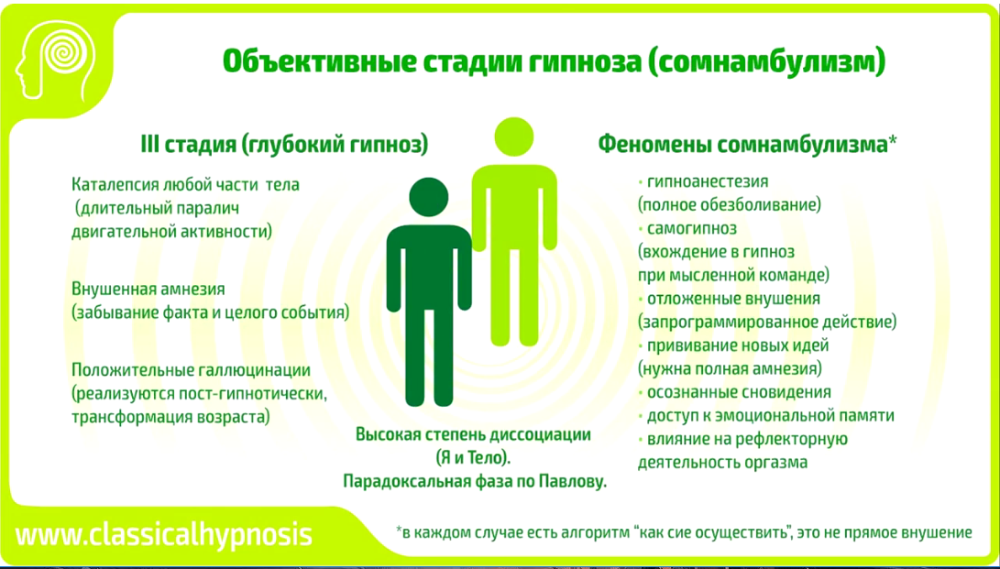 Объективные стадии гипноза (сомнамбулизм)
III стадия (глубокий гипноз)
Каталепсия любой части тела
(длительный паралич
двигательной активности)
Внушенная амнезия
(забывание факта и целого события)
Положительные галлюцинации
(реализуются пост-гипнотически,
трансформация возраста)
Высокая степень диссоциации
(Я и Тело).
Парадоксальная фаза по Павлову.
Феномены сомнамбулизма*
• гипноанестезия
(полное обезболивание)
• самогипноз
(вхождение в гипноз
при мысленной команде)
• отложенные внушения
(запрограммированное действие)
• прививание новых идей
(нужна полная амнезия)
• осознанные сновидения
• доступ к эмоциональной памяти
• влияние на рефлекторную
деятельность оргазма
www.classicalhypnosis
*в каждом случае есть алгоритм “как сие осуществить”, это не прямое внушение